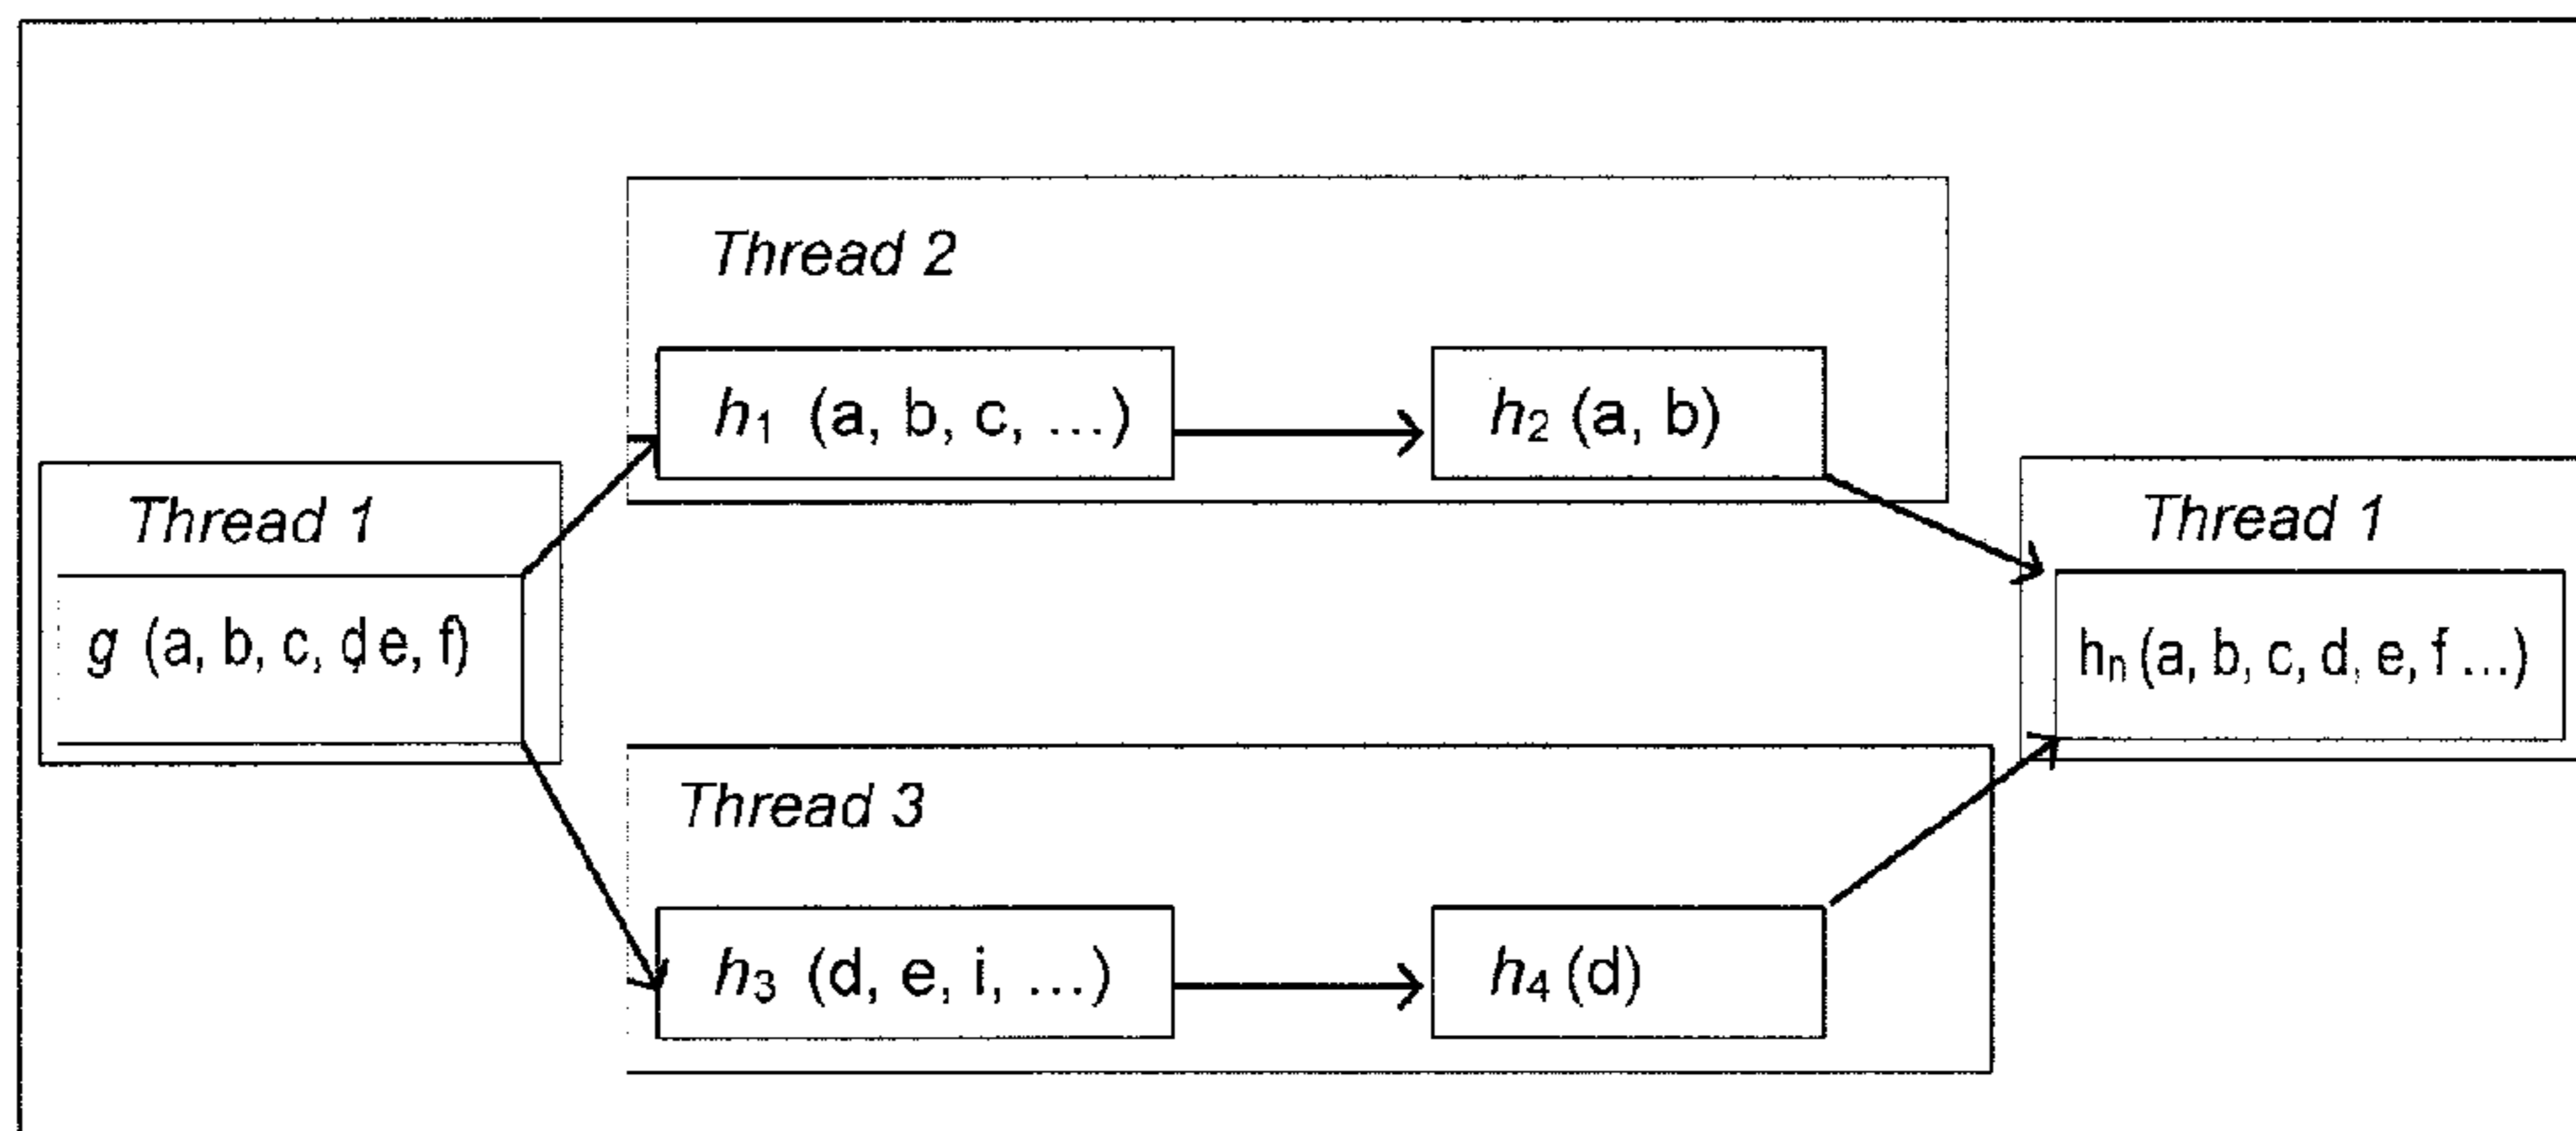 Thread 2
h₁ (a, b, c, ...)
h₂ (a, b)
Thread 1
g (a, b, c, d e, f)
Thread 1
hₙ (a, b, c, d, e, f ...)
Thread 3
h₃ (d, e, i, ...)
h₄ (d)